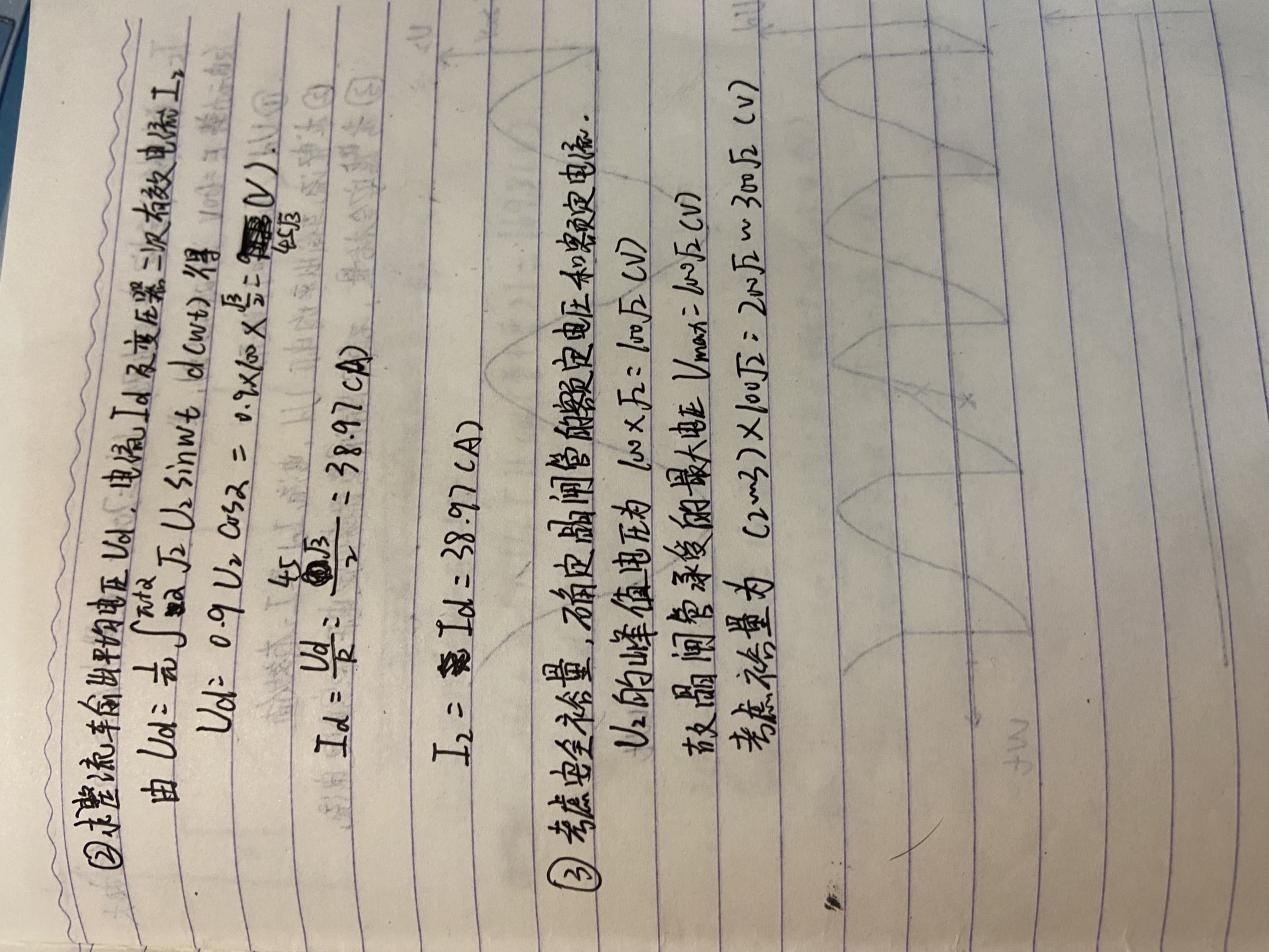 ②求整流输出平均电压Ud、电流Id及变压器二次有效电流I₂
由 Ud = 1/π ∫ π+α α √2 U₂ sinwt d(wt) 得
Ud = 0.9 U₂ Cosα = 0.9×100×√3/2 = 45√3 (V).
Id = Ud/R = 45√3/2 = 38.97 (A)
I₂ = Id = 38.97 (A)
③考虑安全裕量,确定晶闸管的额定电压和额定电流.
U₂的峰值电压为 100×√2 = 100√2 (V)
故晶闸管承受的最大电压 Umax = 100√2 (V)
考虑裕量为 (2~3)×100√2 = 200√2 ~ 300√2 (V)